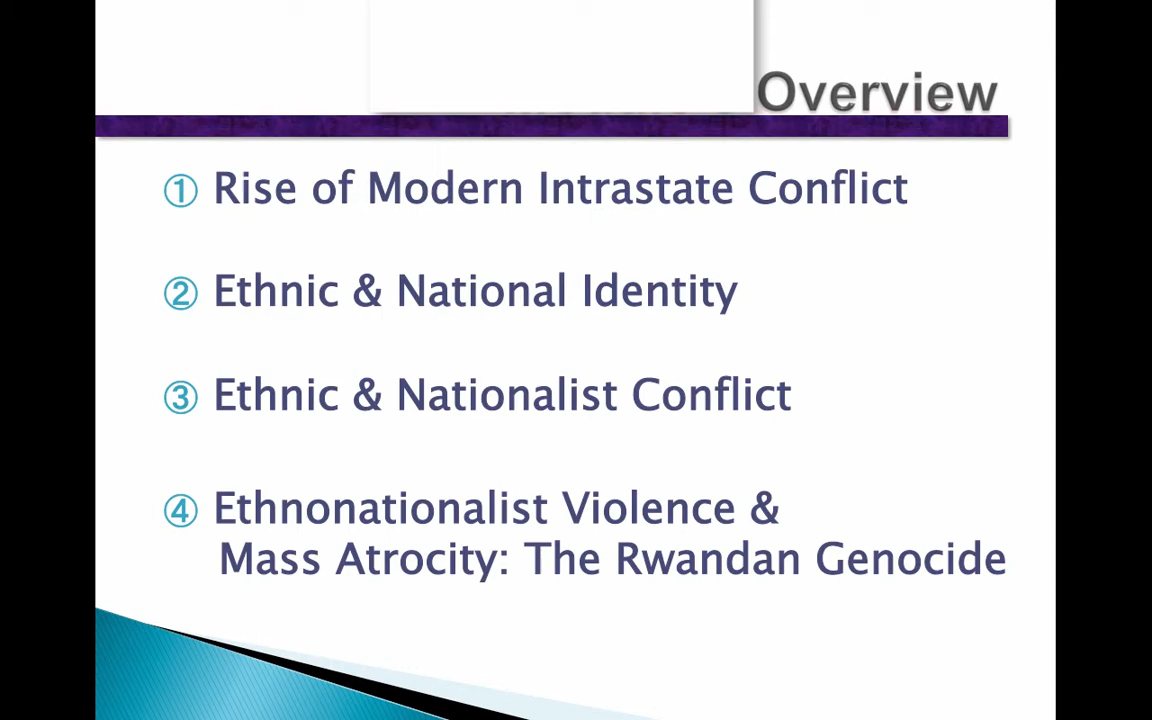 Overview
① Rise of Modern Intrastate Conflict
② Ethnic & National Identity
③ Ethnic & Nationalist Conflict
④ Ethnonationalist Violence &
Mass Atrocity: The Rwandan Genocide